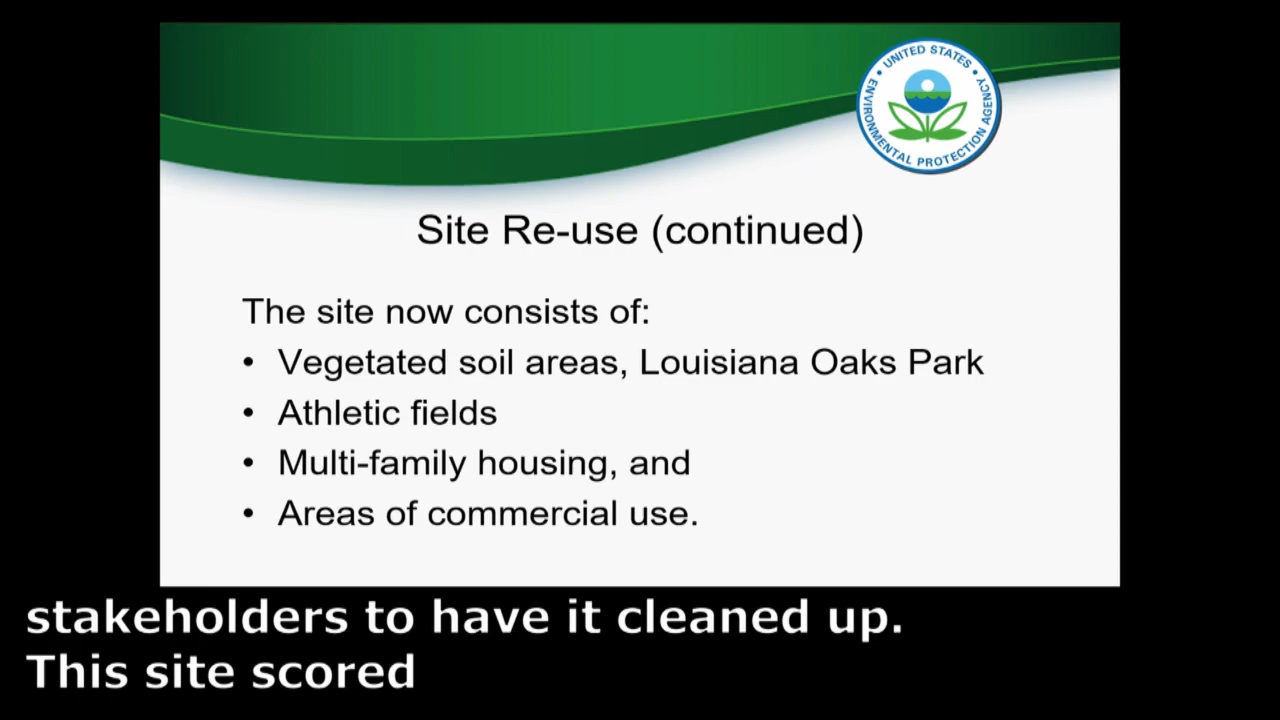 UNITED STATES
ENVIRONMENTAL PROTECTION AGENCY
Site Re-use (continued)
The site now consists of:
• Vegetated soil areas, Louisiana Oaks Park
• Athletic fields
• Multi-family housing, and
• Areas of commercial use.
stakeholders to have it cleaned up.
This site scored